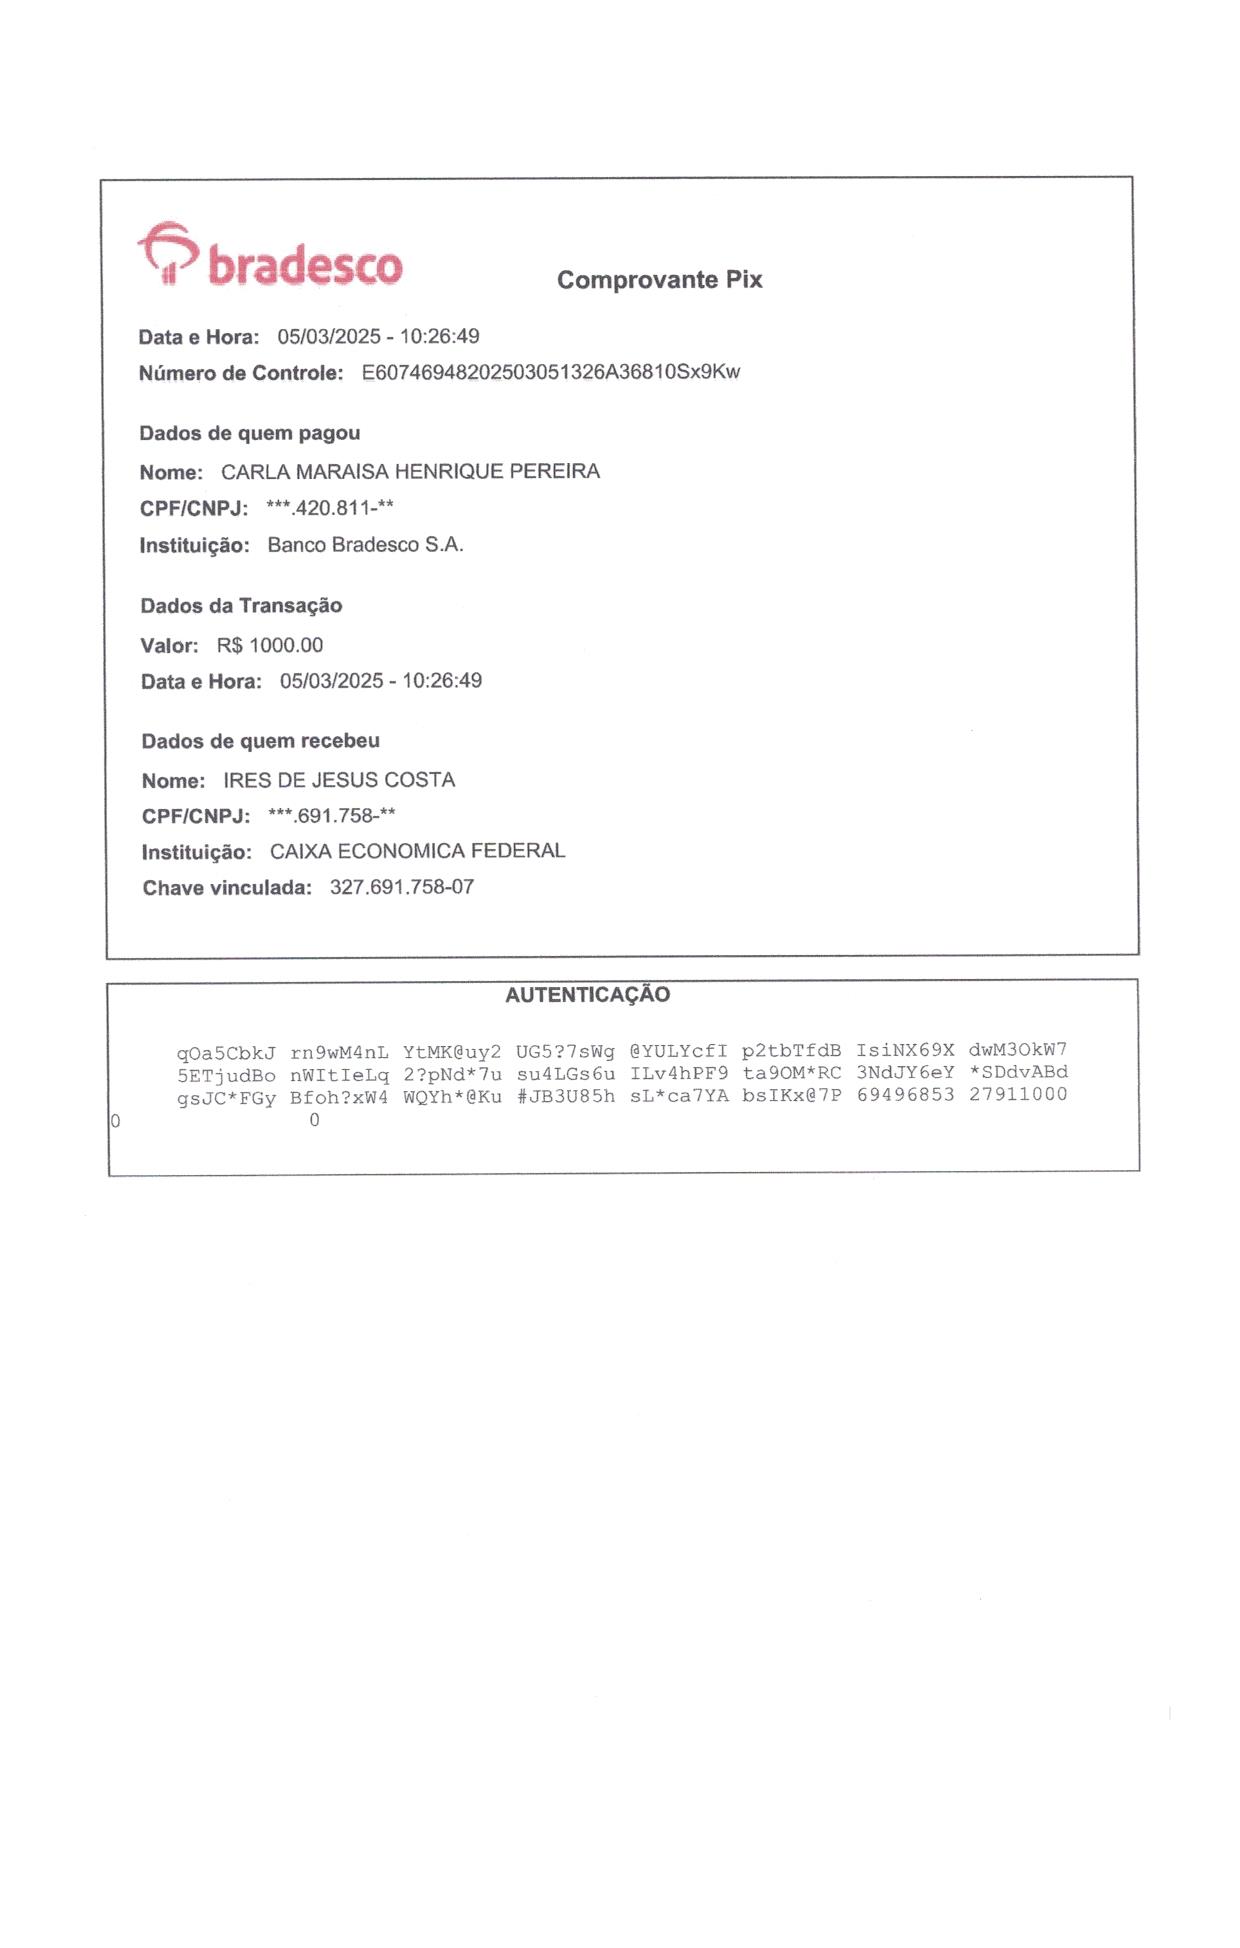 bradesco
Comprovante Pix
Data e Hora: 05/03/2025 - 10:26:49
Número de Controle: E60746948202503051326A36810Sx9Kw
Dados de quem pagou
Nome: CARLA MARAISA HENRIQUE PEREIRA
CPF/CNPJ: ***.420.811-**
Instituição: Banco Bradesco S.A.
Dados da Transação
Valor: R$ 1000.00
Data e Hora: 05/03/2025 - 10:26:49
Dados de quem recebeu
Nome: IRES DE JESUS COSTA
CPF/CNPJ: ***.691.758-**
Instituição: CAIXA ECONOMICA FEDERAL
Chave vinculada: 327.691.758-07
AUTENTICAÇÃO
qOa5CbkJ rn9wM4nL YtMK@uy2 UG5?7sWg @YULYcfI p2tbTfdB IsiNX69X dwM3OkW7
5ETjudBo nWItIeLq 2?pNd*7u su4LGs6u ILv4hPF9 ta9OM*RC 3NdJY6eY *SDdvABd
gsJC*FGy Bfoh?xW4 WQYh*@Ku #JB3U85h sL*ca7YA bsIKx@7P 69496853 27911000
0 0